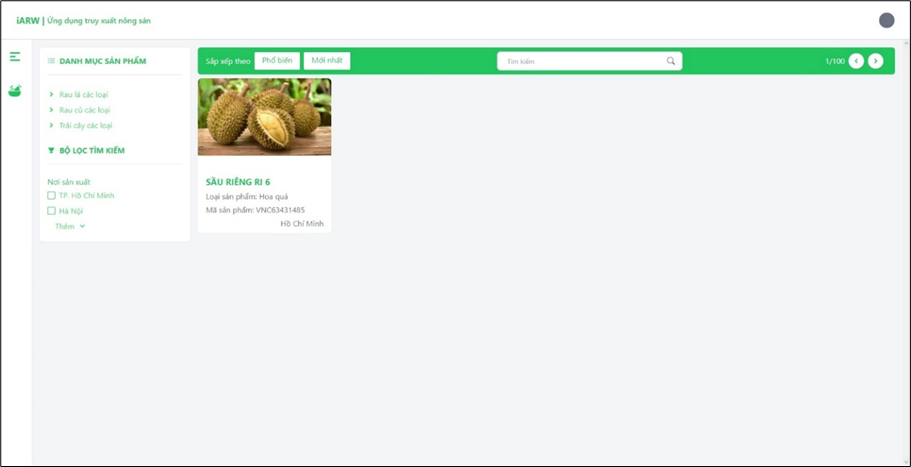 iARW | Ứng dụng truy xuất nông sản
DANH MỤC SẢN PHẨM
Rau lá các loại
Rau củ các loại
Trái cây các loại
BỘ LỌC TÌM KIẾM
Nơi sản xuất
TP. Hồ Chí Minh
Hà Nội
Thêm
Sắp xếp theo Phổ biến Mới nhất Tìm kiếm 1/100
SẦU RIÊNG RI 6
Loại sản phẩm: Hoa quả
Mã sản phẩm: VNC63431485
Hồ Chí Minh